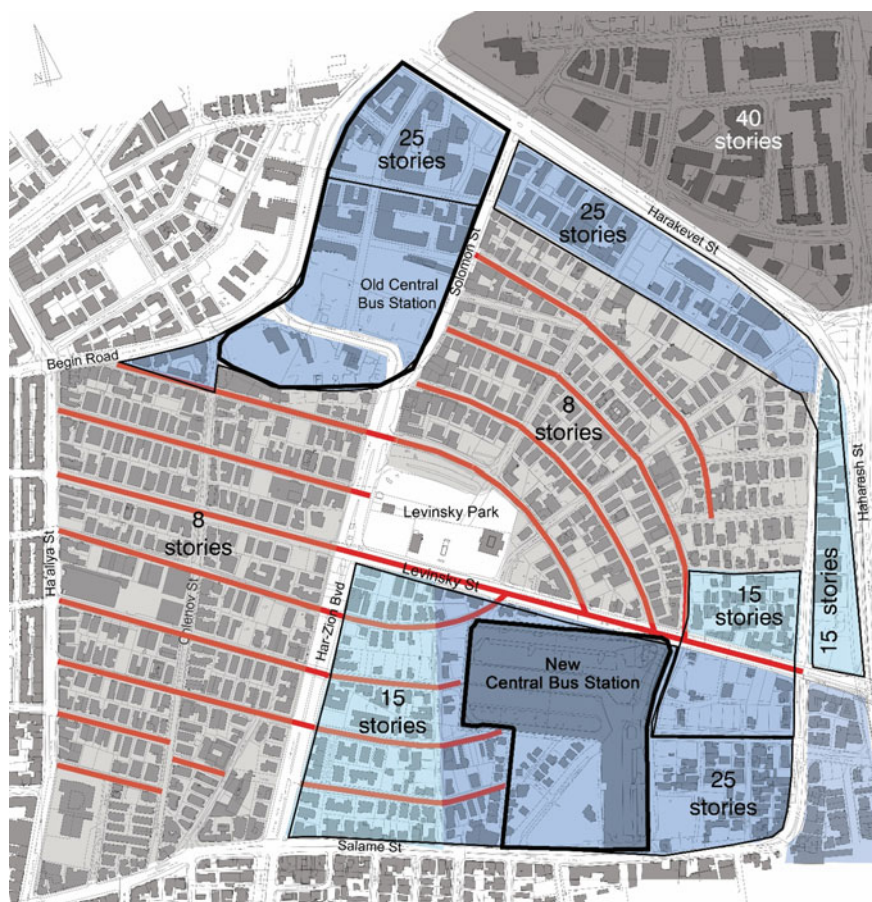 N
40
stories
25
stories
25
stories
Harakevet St
Solomon St
Old Central
Bus Station
Begin Road
8
stories
Levinsky Park
8
stories
Ha'aliya St
Har-Zion Bvd
Levinsky St
Haharash St
15
stories
15 stories
New
Central Bus Station
15
stories
25
stories
Salame St